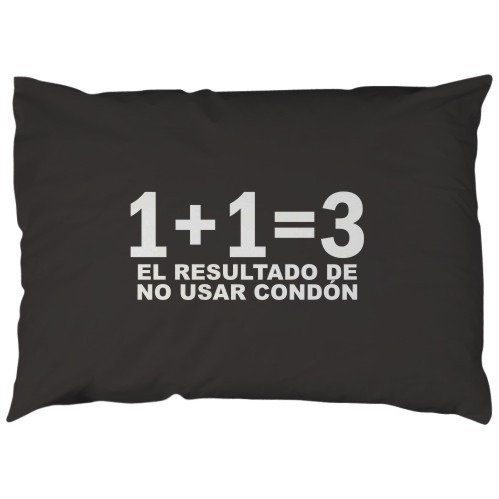 1+1=3
EL RESULTADO DE
NO USAR CONDÓN